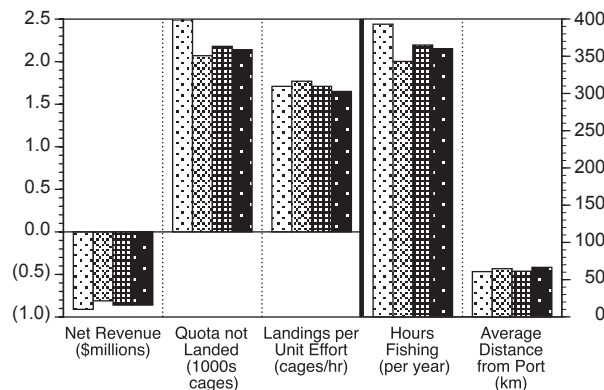 2.5
2.0
1.5
1.0
0.5
0.0
(0.5)
(1.0)
400
350
300
250
200
150
100
50
0
Net Revenue
($millions)
Quota not
Landed
(1000s
cages)
Landings per
Unit Effort
(cages/hr)
Hours
Fishing
(per year)
Average
Distance
from Port
(km)